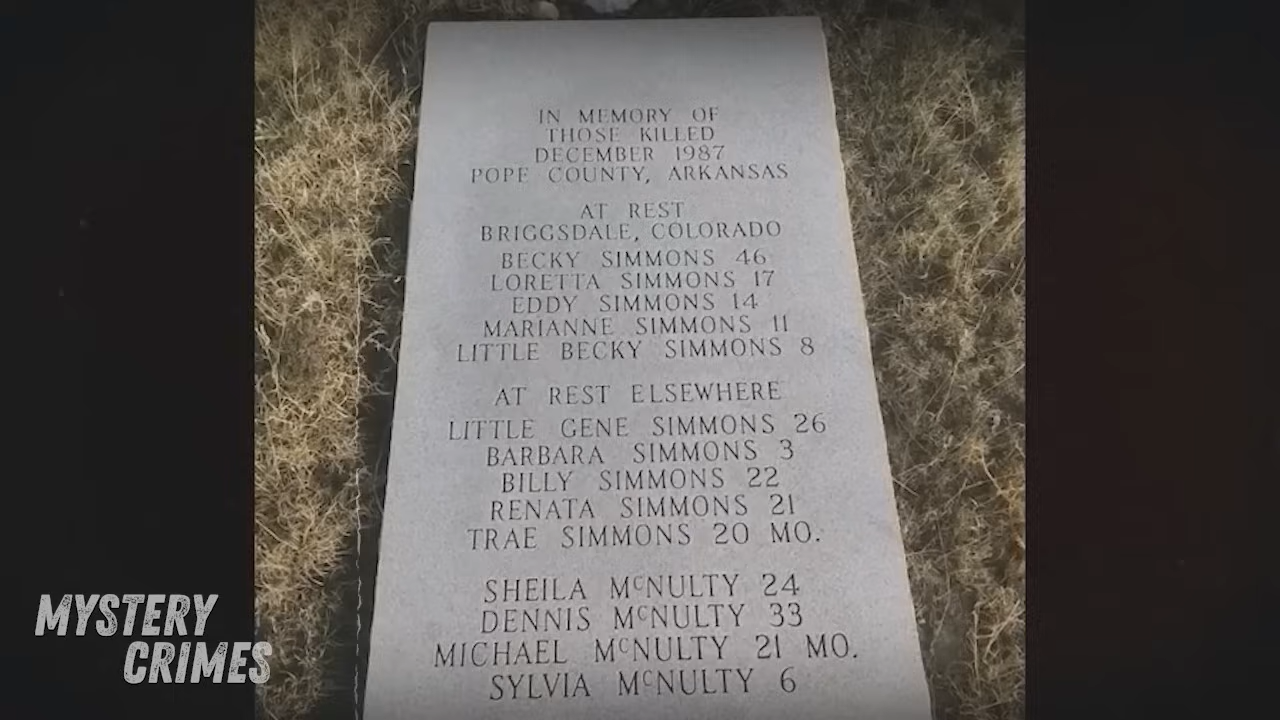 IN MEMORY OF
THOSE KILLED
DECEMBER 1987
POPE COUNTY, ARKANSAS
AT REST
BRIGGSDALE, COLORADO
BECKY SIMMONS 46
LORETTA SIMMONS 17
EDDY SIMMONS 14
MARIANNE SIMMONS 11
LITTLE BECKY SIMMONS 8
AT REST ELSEWHERE
LITTLE GENE SIMMONS 26
BARBARA SIMMONS 3
BILLY SIMMONS 22
RENATA SIMMONS 21
TRAE SIMMONS 20 MO.
SHEILA McNULTY 24
DENNIS McNULTY 33
MICHAEL McNULTY 21 MO.
SYLVIA McNULTY 6
MYSTERY
CRIMES